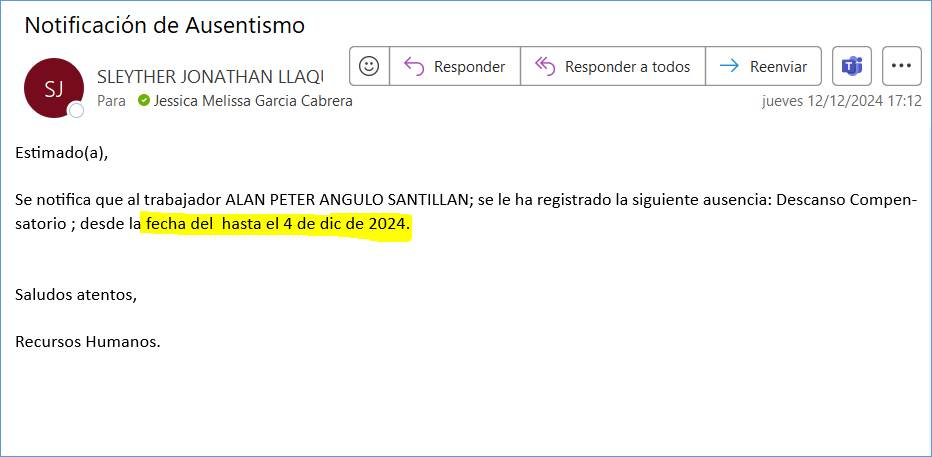 Notificación de Ausentismo
SJ
SLEYTHER JONATHAN LLAQU
Responder
Responder a todos
Reenviar
Para Jessica Melissa Garcia Cabrera
jueves 12/12/2024 17:12
Estimado(a),
Se notifica que al trabajador ALAN PETER ANGULO SANTILLAN; se le ha registrado la siguiente ausencia: Descanso Compen-
satorio ; desde la fecha del  hasta el 4 de dic de 2024.
Saludos atentos,
Recursos Humanos.